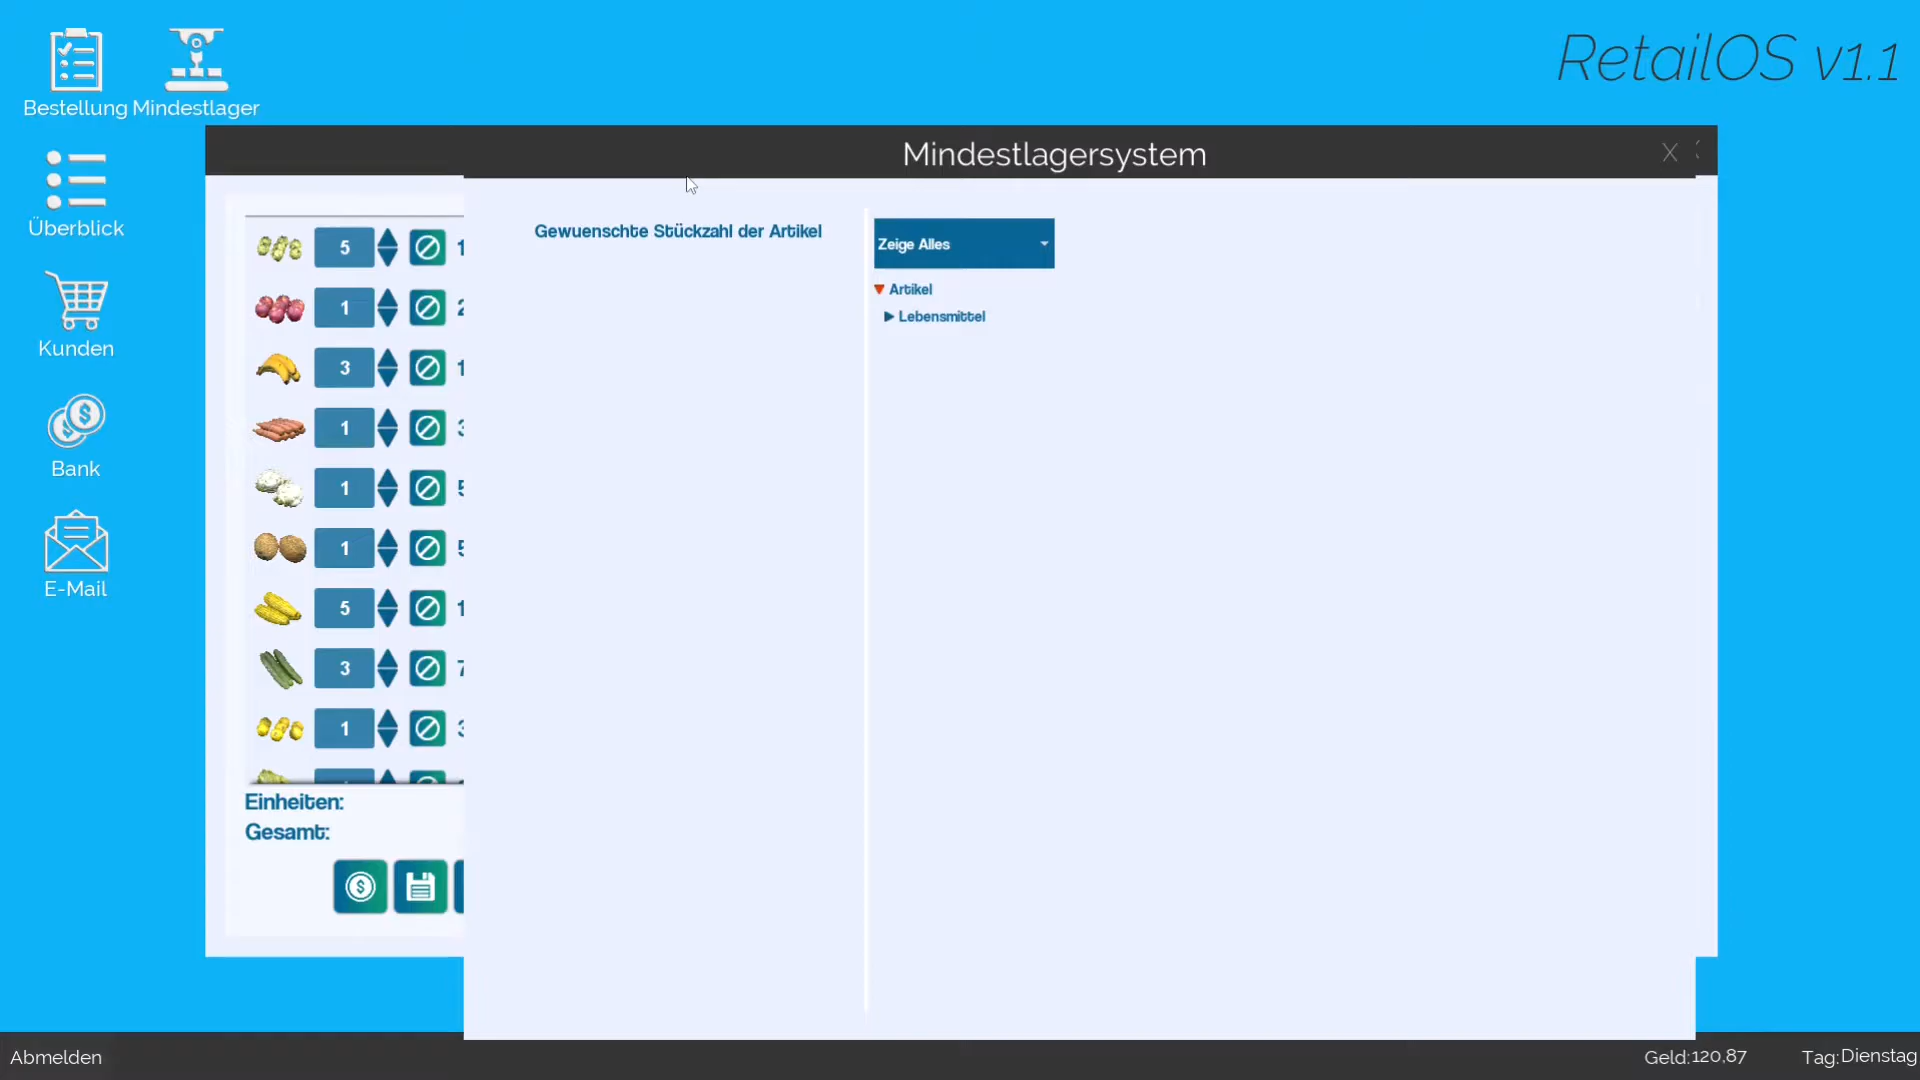 RetailOS v1.1
Bestellung
Mindestlager
Überblick
Kunden
Bank
E-Mail
Mindestlagersystem
X
5
1
3
1
1
1
5
3
1
Einheiten:
Gesamt:
Gewuenschte Stückzahl der Artikel
Zeige Alles
Artikel
Lebensmittel
Abmelden
Geld:120,87
Tag:Dienstag